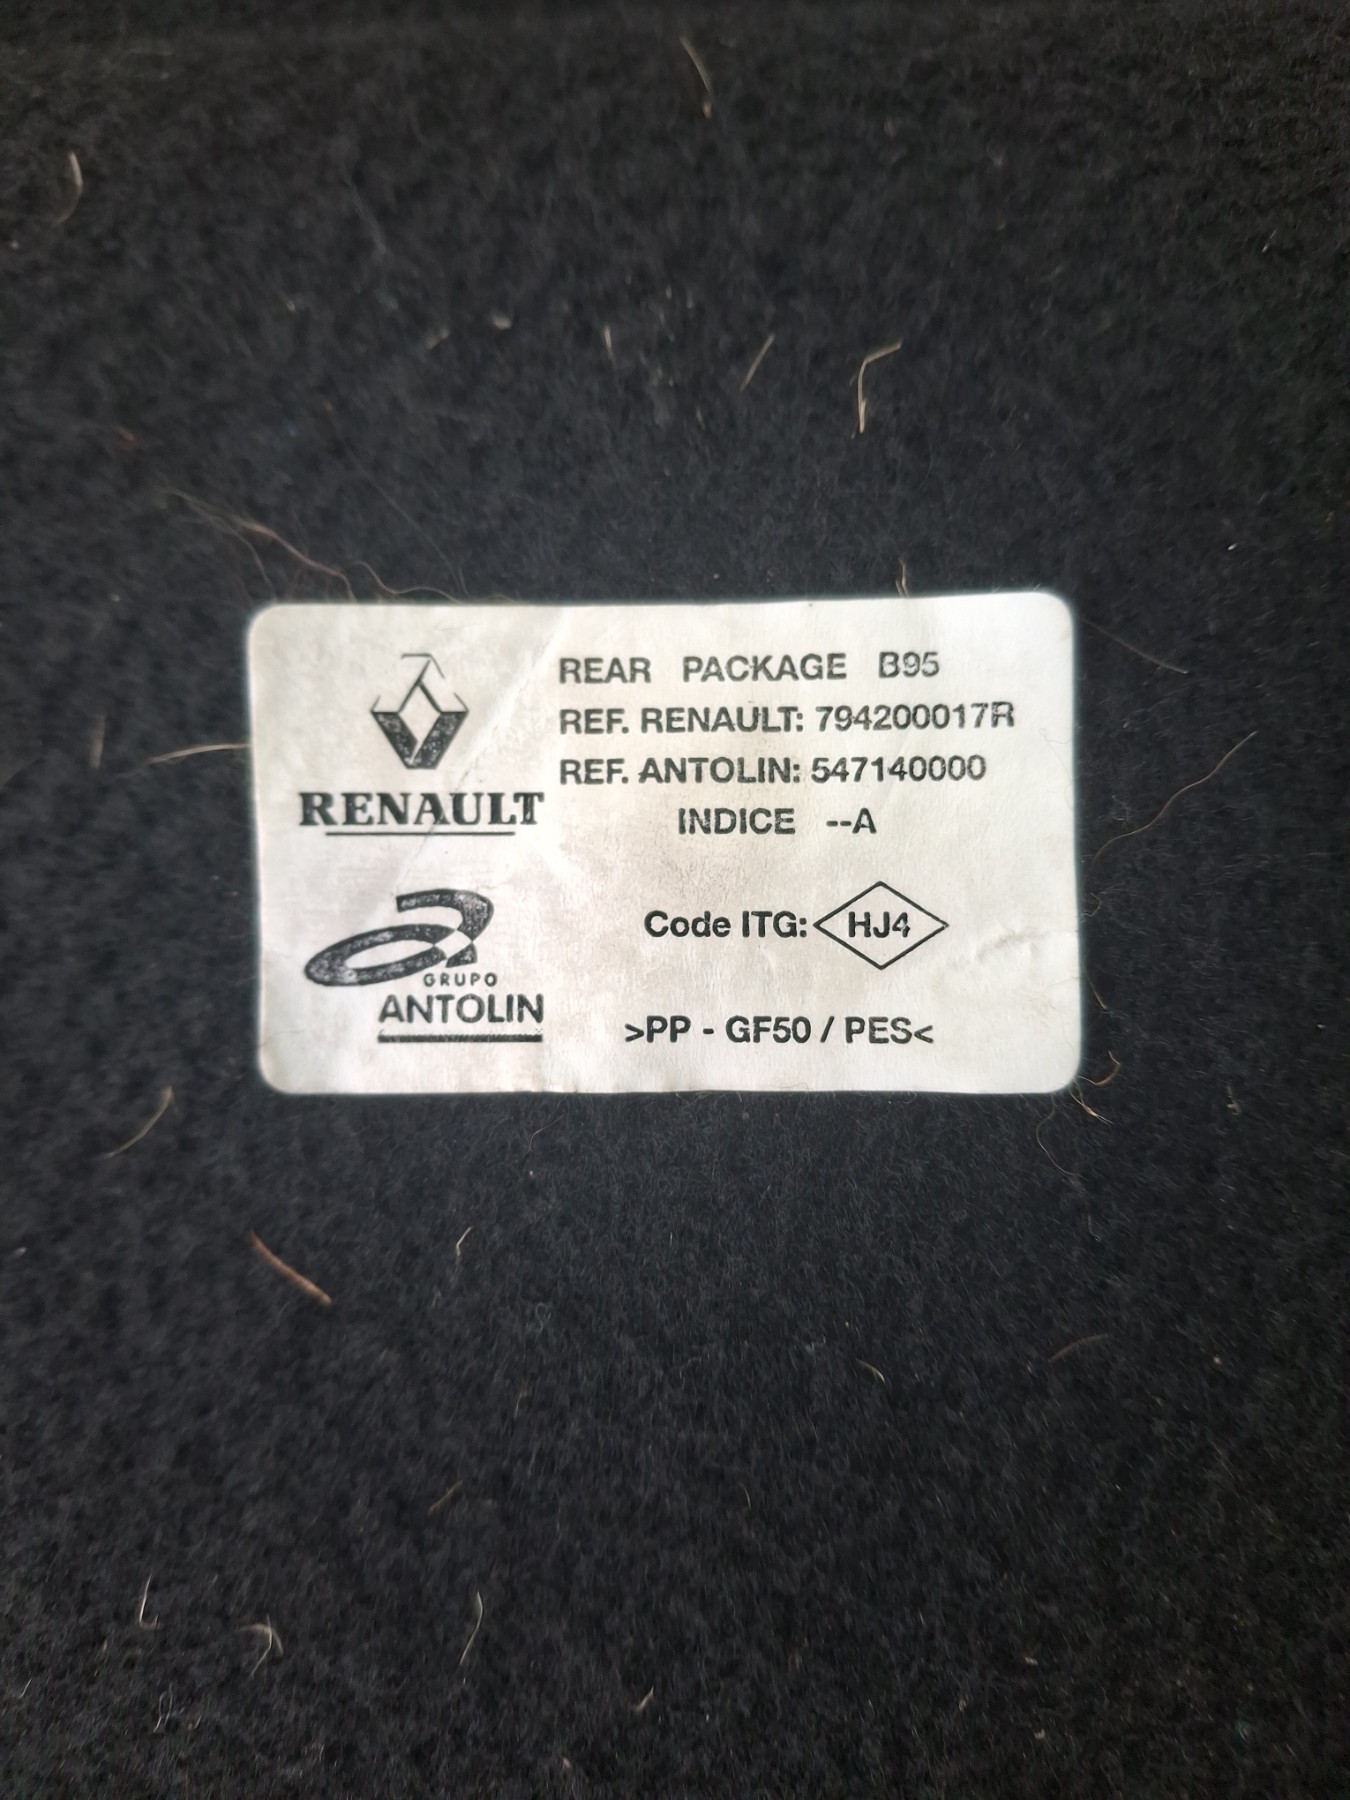 REAR PACKAGE B95
REF. RENAULT: 794200017R
REF. ANTOLIN: 547140000
INDICE --A
RENAULT
Code ITG: HJ4
GRUPO
ANTOLIN
>PP - GF50 / PES<